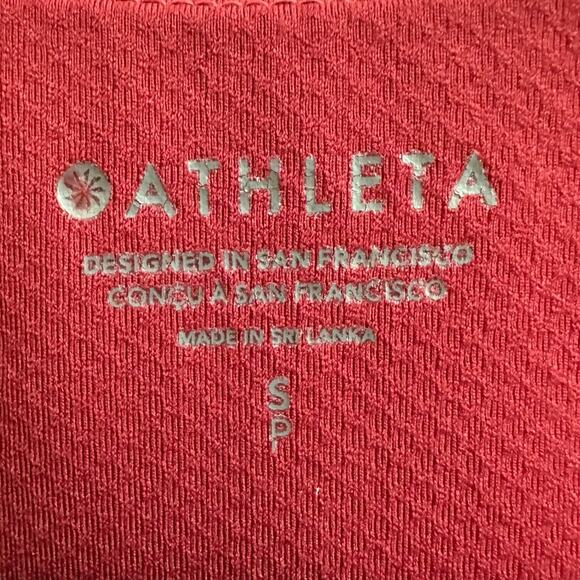 ATHLETA
DESIGNED IN SAN FRANCISCO
CONÇU À SAN FRANCISCO
MADE IN SRI LANKA
S
P